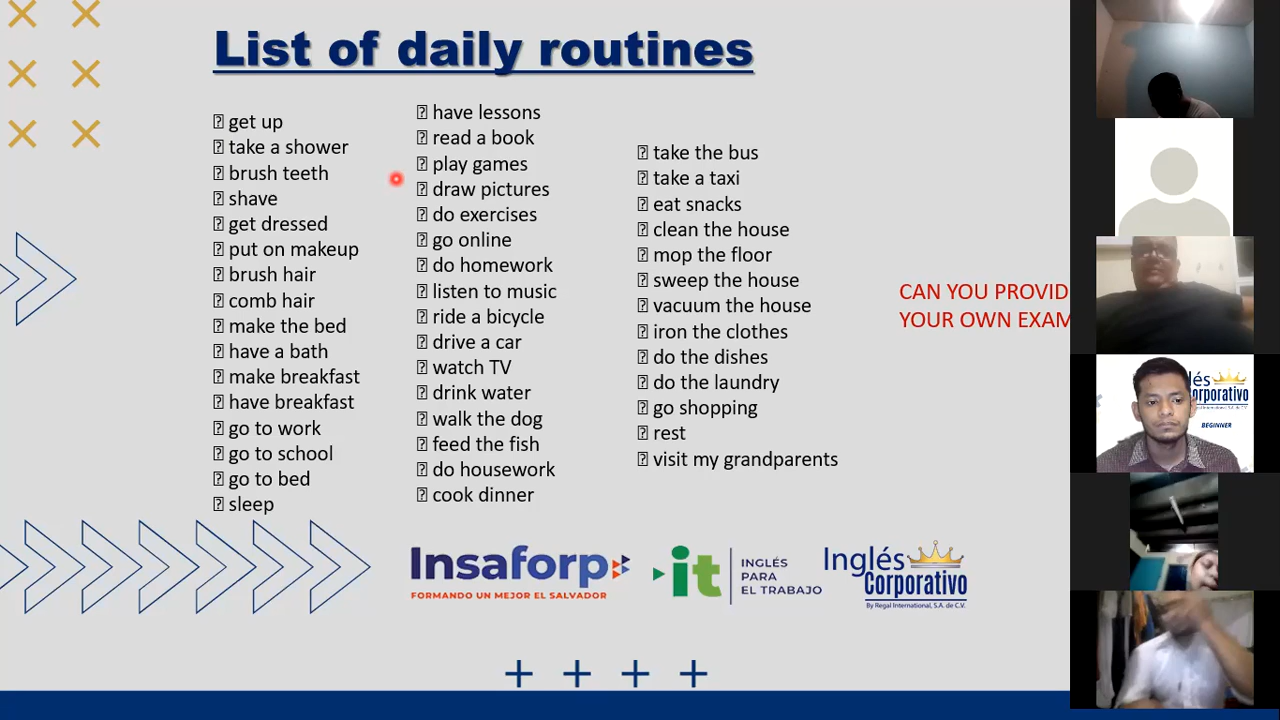 List of daily routines
get up
take a shower
brush teeth
shave
get dressed
put on makeup
brush hair
comb hair
make the bed
have a bath
make breakfast
have breakfast
go to work
go to school
go to bed
sleep
have lessons
read a book
play games
draw pictures
do exercises
go online
do homework
listen to music
ride a bicycle
drive a car
watch TV
drink water
walk the dog
feed the fish
do housework
cook dinner
take the bus
take a taxi
eat snacks
clean the house
mop the floor
sweep the house
vacuum the house
iron the clothes
do the dishes
do the laundry
go shopping
rest
visit my grandparents
CAN YOU PROVID
YOUR OWN EXAM
Insaforp
FORMANDO UN MEJOR EL SALVADOR
it
INGLÉS
PARA
EL TRABAJO
Inglés
Corporativo
By Regal International, S.A. de C.V.
lés
orporativo
BEGINNER